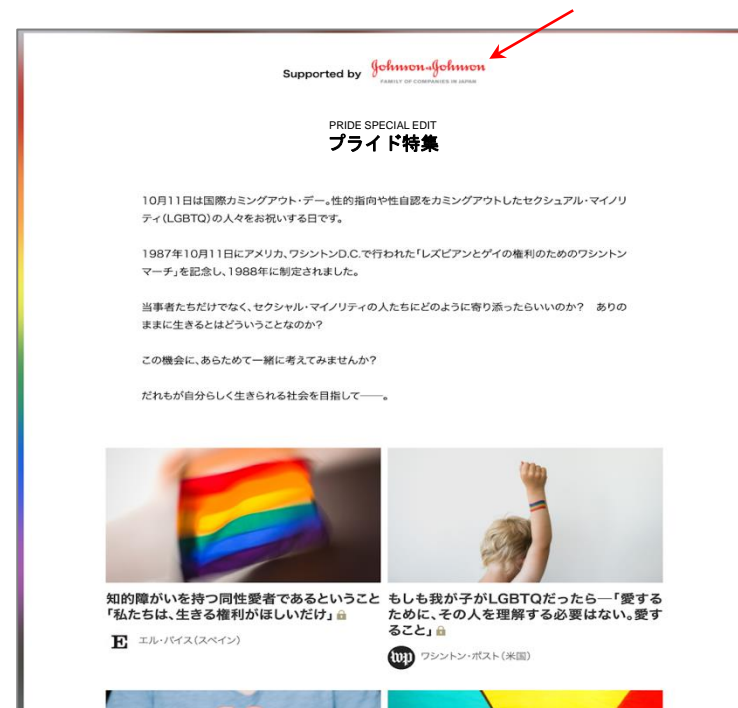 Supported by Johnson&Johnson
FAMILY OF COMPANIES IN JAPAN
PRIDE SPECIAL EDIT
プライド特集
10月11日は国際カミングアウト・デー。性的指向や性自認をカミングアウトしたセクシュアル・マイノリ
ティ(LGBTQ)の人々をお祝いする日です。
1987年10月11日にアメリカ、ワシントンD.C.で行われた「レズビアンとゲイの権利のためのワシントン
マーチ」を記念し、1988年に制定されました。
当事者たちだけでなく、セクシャル・マイノリティの人たちにどのように寄り添ったらいいのか?　ありの
ままに生きるとはどういうことなのか?
この機会に、あらためて一緒に考えてみませんか?
だれもが自分らしく生きられる社会を目指して――。
知的障がいを持つ同性愛者であるということ
「私たちは、生きる権利がほしいだけ」
E エル・パイス(スペイン)
もしも我が子がLGBTQだったら─「愛する
ために、その人を理解する必要はない。愛す
ること」
wp ワシントン・ポスト(米国)